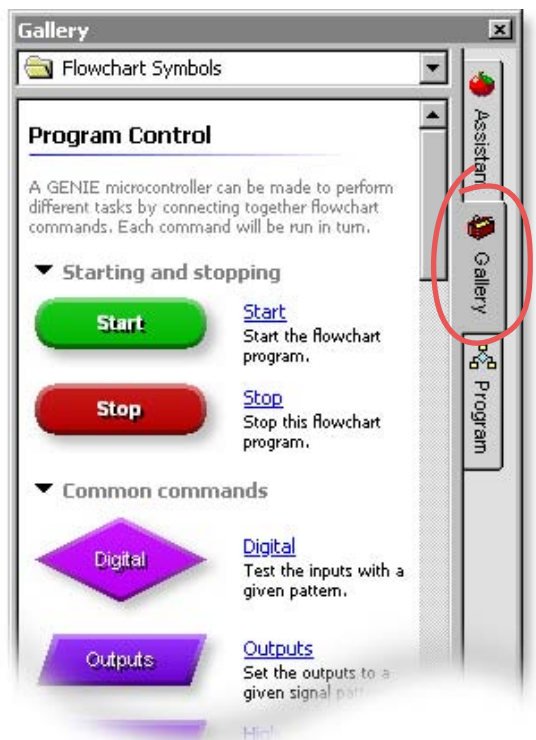 Gallery
Flowchart Symbols
Program Control
A GENIE microcontroller can be made to perform
different tasks by connecting together flowchart
commands. Each command will be run in turn.
Starting and stopping
Start
Start
Start the flowchart
program.
Stop
Stop
Stop this flowchart
program.
Common commands
Digital
Digital
Test the inputs with a
given pattern.
Outputs
Outputs
Set the outputs to a
given signal
Assistan
Gallery
Program